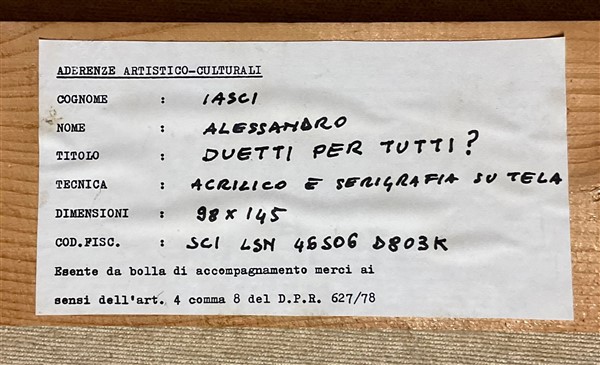 ADERENZE ARTISTICO-CULTURALI
COGNOME : IASCI
NOME : ALESSANDRO
TITOLO : DUETTI PER TUTTI?
TECNICA : ACRILICO E SERIGRAFIA SU TELA
DIMENSIONI : 98 x 145
COD.FISC. : SCI LSN 46S06 D803K
Esente da bolla di accompagnamento merci ai
sensi dell'art. 4 comma 8 del D.P.R. 627/78